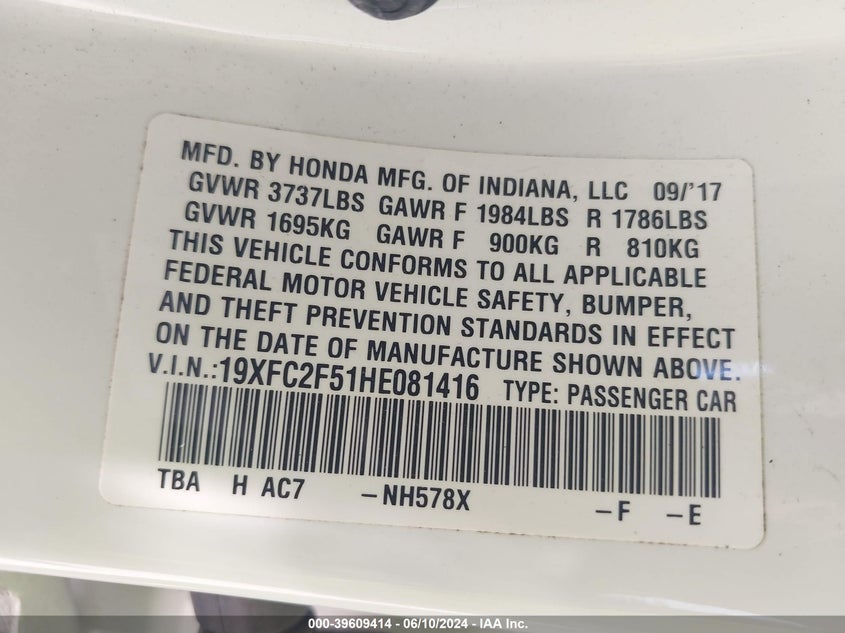 MFD. BY HONDA MFG. OF INDIANA, LLC 09/'17
GVWR 3737LBS GAWR F 1984LBS R 1786LBS
GVWR 1695KG GAWR F 900KG R 810KG
THIS VEHICLE CONFORMS TO ALL APPLICABLE
FEDERAL MOTOR VEHICLE SAFETY, BUMPER,
AND THEFT PREVENTION STANDARDS IN EFFECT
ON THE DATE OF MANUFACTURE SHOWN ABOVE.
V.I.N.:19XFC2F51HE081416 TYPE: PASSENGER CAR
TBA H AC7 –NH578X –F –E
000-39609414 - 06/10/2024 - IAA Inc.